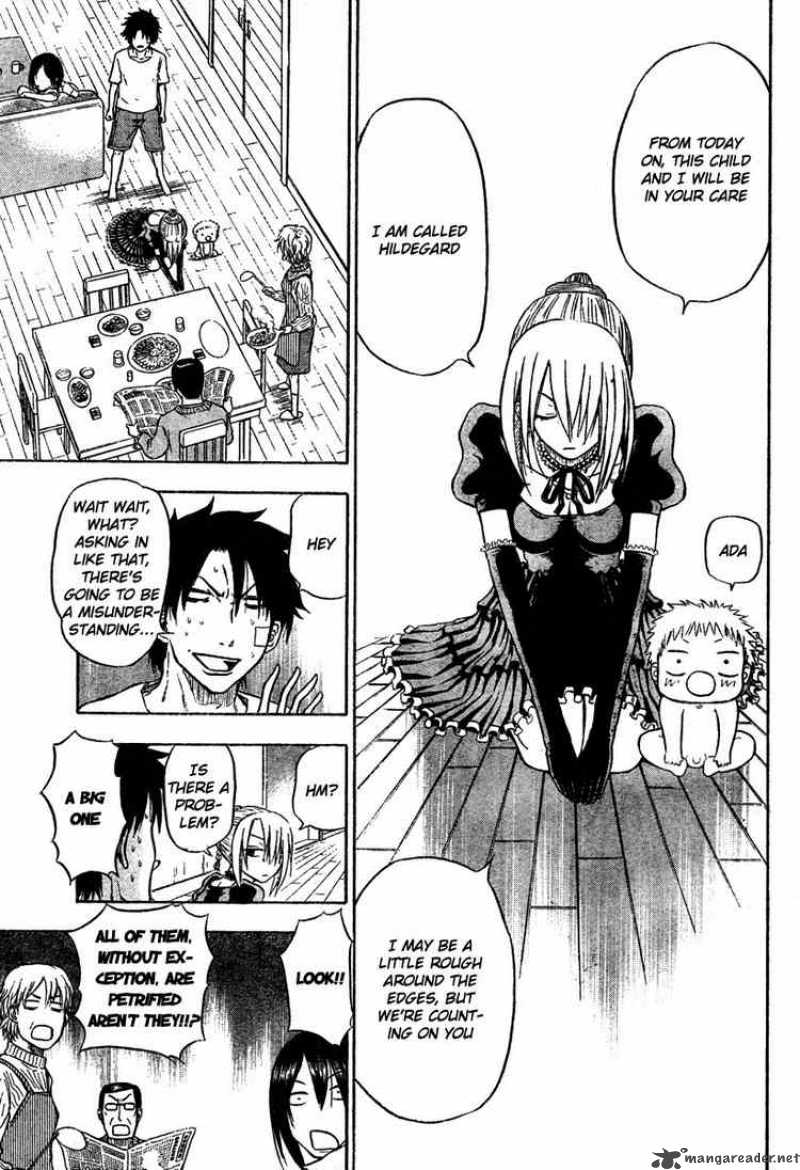 FROM TODAY
ON, THIS CHILD
AND I WILL BE
IN YOUR CARE
I AM CALLED
HILDEGARD
ADA
I MAY BE A
LITTLE ROUGH
AROUND THE
EDGES, BUT
WE'RE COUNT-
ING ON YOU
HEY
WAIT WAIT,
WHAT?
ASKING IN
LIKE THAT,
THERE'S
GOING TO BE
A MISUNDER-
STANDING...
HM?
IS
THERE A
PROB-
LEM?
A BIG
ONE
LOOK!!
ALL OF THEM,
WITHOUT EX-
CEPTION, ARE
PETRIFIED
AREN'T THEY!!?
mangareader.net